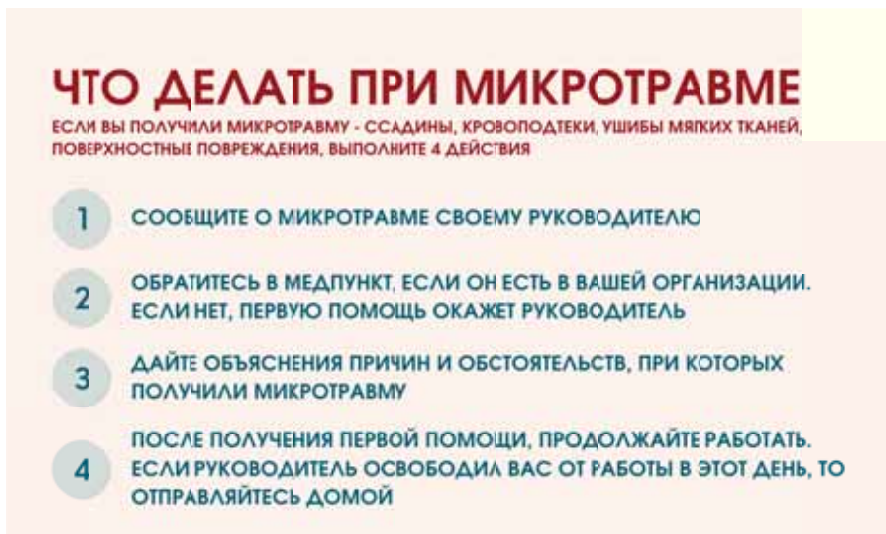 ЧТО ДЕЛАТЬ ПРИ МИКРОТРАВМЕ
ЕСЛИ ВЫ ПОЛУЧИЛИ МИКРОТРАВМУ - ССАДИНЫ, КРОВОПОДТЕКИ, УШИБЫ МЯГКИХ ТКАНЕЙ,
ПОВЕРХНОСТНЫЕ ПОВРЕЖДЕНИЯ, ВЫПОЛНИТЕ 4 ДЕЙСТВИЯ
1 СООБЩИТЕ О МИКРОТРАВМЕ СВОЕМУ РУКОВОДИТЕЛЮ
2 ОБРАТИТЕСЬ В МЕДПУНКТ, ЕСЛИ ОН ЕСТЬ В ВАШЕЙ ОРГАНИЗАЦИИ.
ЕСЛИ НЕТ, ПЕРВУЮ ПОМОЩЬ ОКАЖЕТ РУКОВОДИТЕЛЬ
3 ДАЙТЕ ОБЪЯСНЕНИЯ ПРИЧИН И ОБСТОЯТЕЛЬСТВ, ПРИ КОТОРЫХ
ПОЛУЧИЛИ МИКРОТРАВМУ
4 ПОСЛЕ ПОЛУЧЕНИЯ ПЕРВОЙ ПОМОЩИ, ПРОДОЛЖАЙТЕ РАБОТАТЬ.
ЕСЛИ РУКОВОДИТЕЛЬ ОСВОБОДИЛ ВАС ОТ РАБОТЫ В ЭТОТ ДЕНЬ, ТО
ОТПРАВЛЯЙТЕСЬ ДОМОЙ